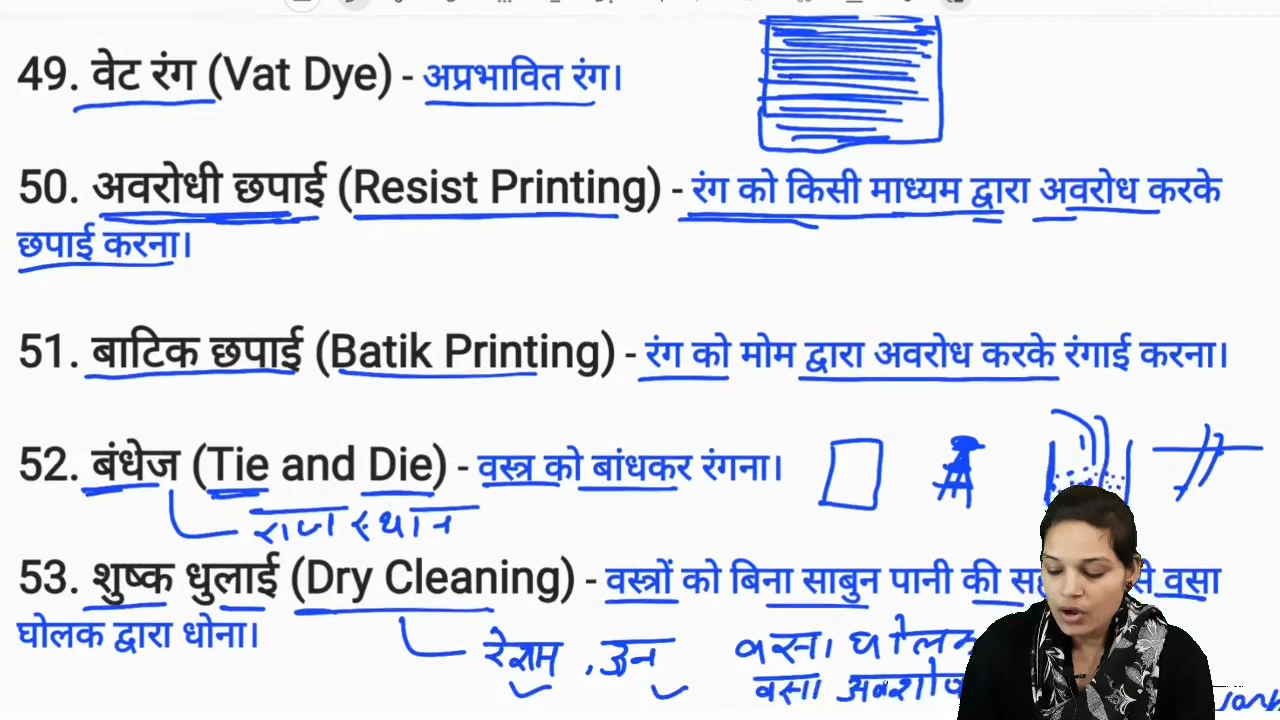 49. वेट रंग (Vat Dye) - अप्रभावित रंग।
50. अवरोधी छपाई (Resist Printing) - रंग को किसी माध्यम द्वारा अवरोध करके
छपाई करना।
51. बाटिक छपाई (Batik Printing) - रंग को मोम द्वारा अवरोध करके रंगाई करना।
52. बंधेज (Tie and Die) - वस्त्र को बांधकर रंगना।
राजस्थान
53. शुष्क धुलाई (Dry Cleaning) - वस्त्रों को बिना साबुन पानी की वसा
घोलक द्वारा धोना।
रेशम, ऊन वसा घोलक
वसा